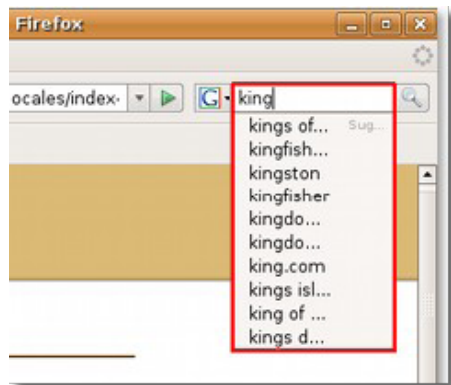 Firefox
ocales/index- G king
kings of... Sug...
kingfish...
kingston
kingfisher
kingdo...
kingdo...
king.com
kings isl...
king of ...
kings d...